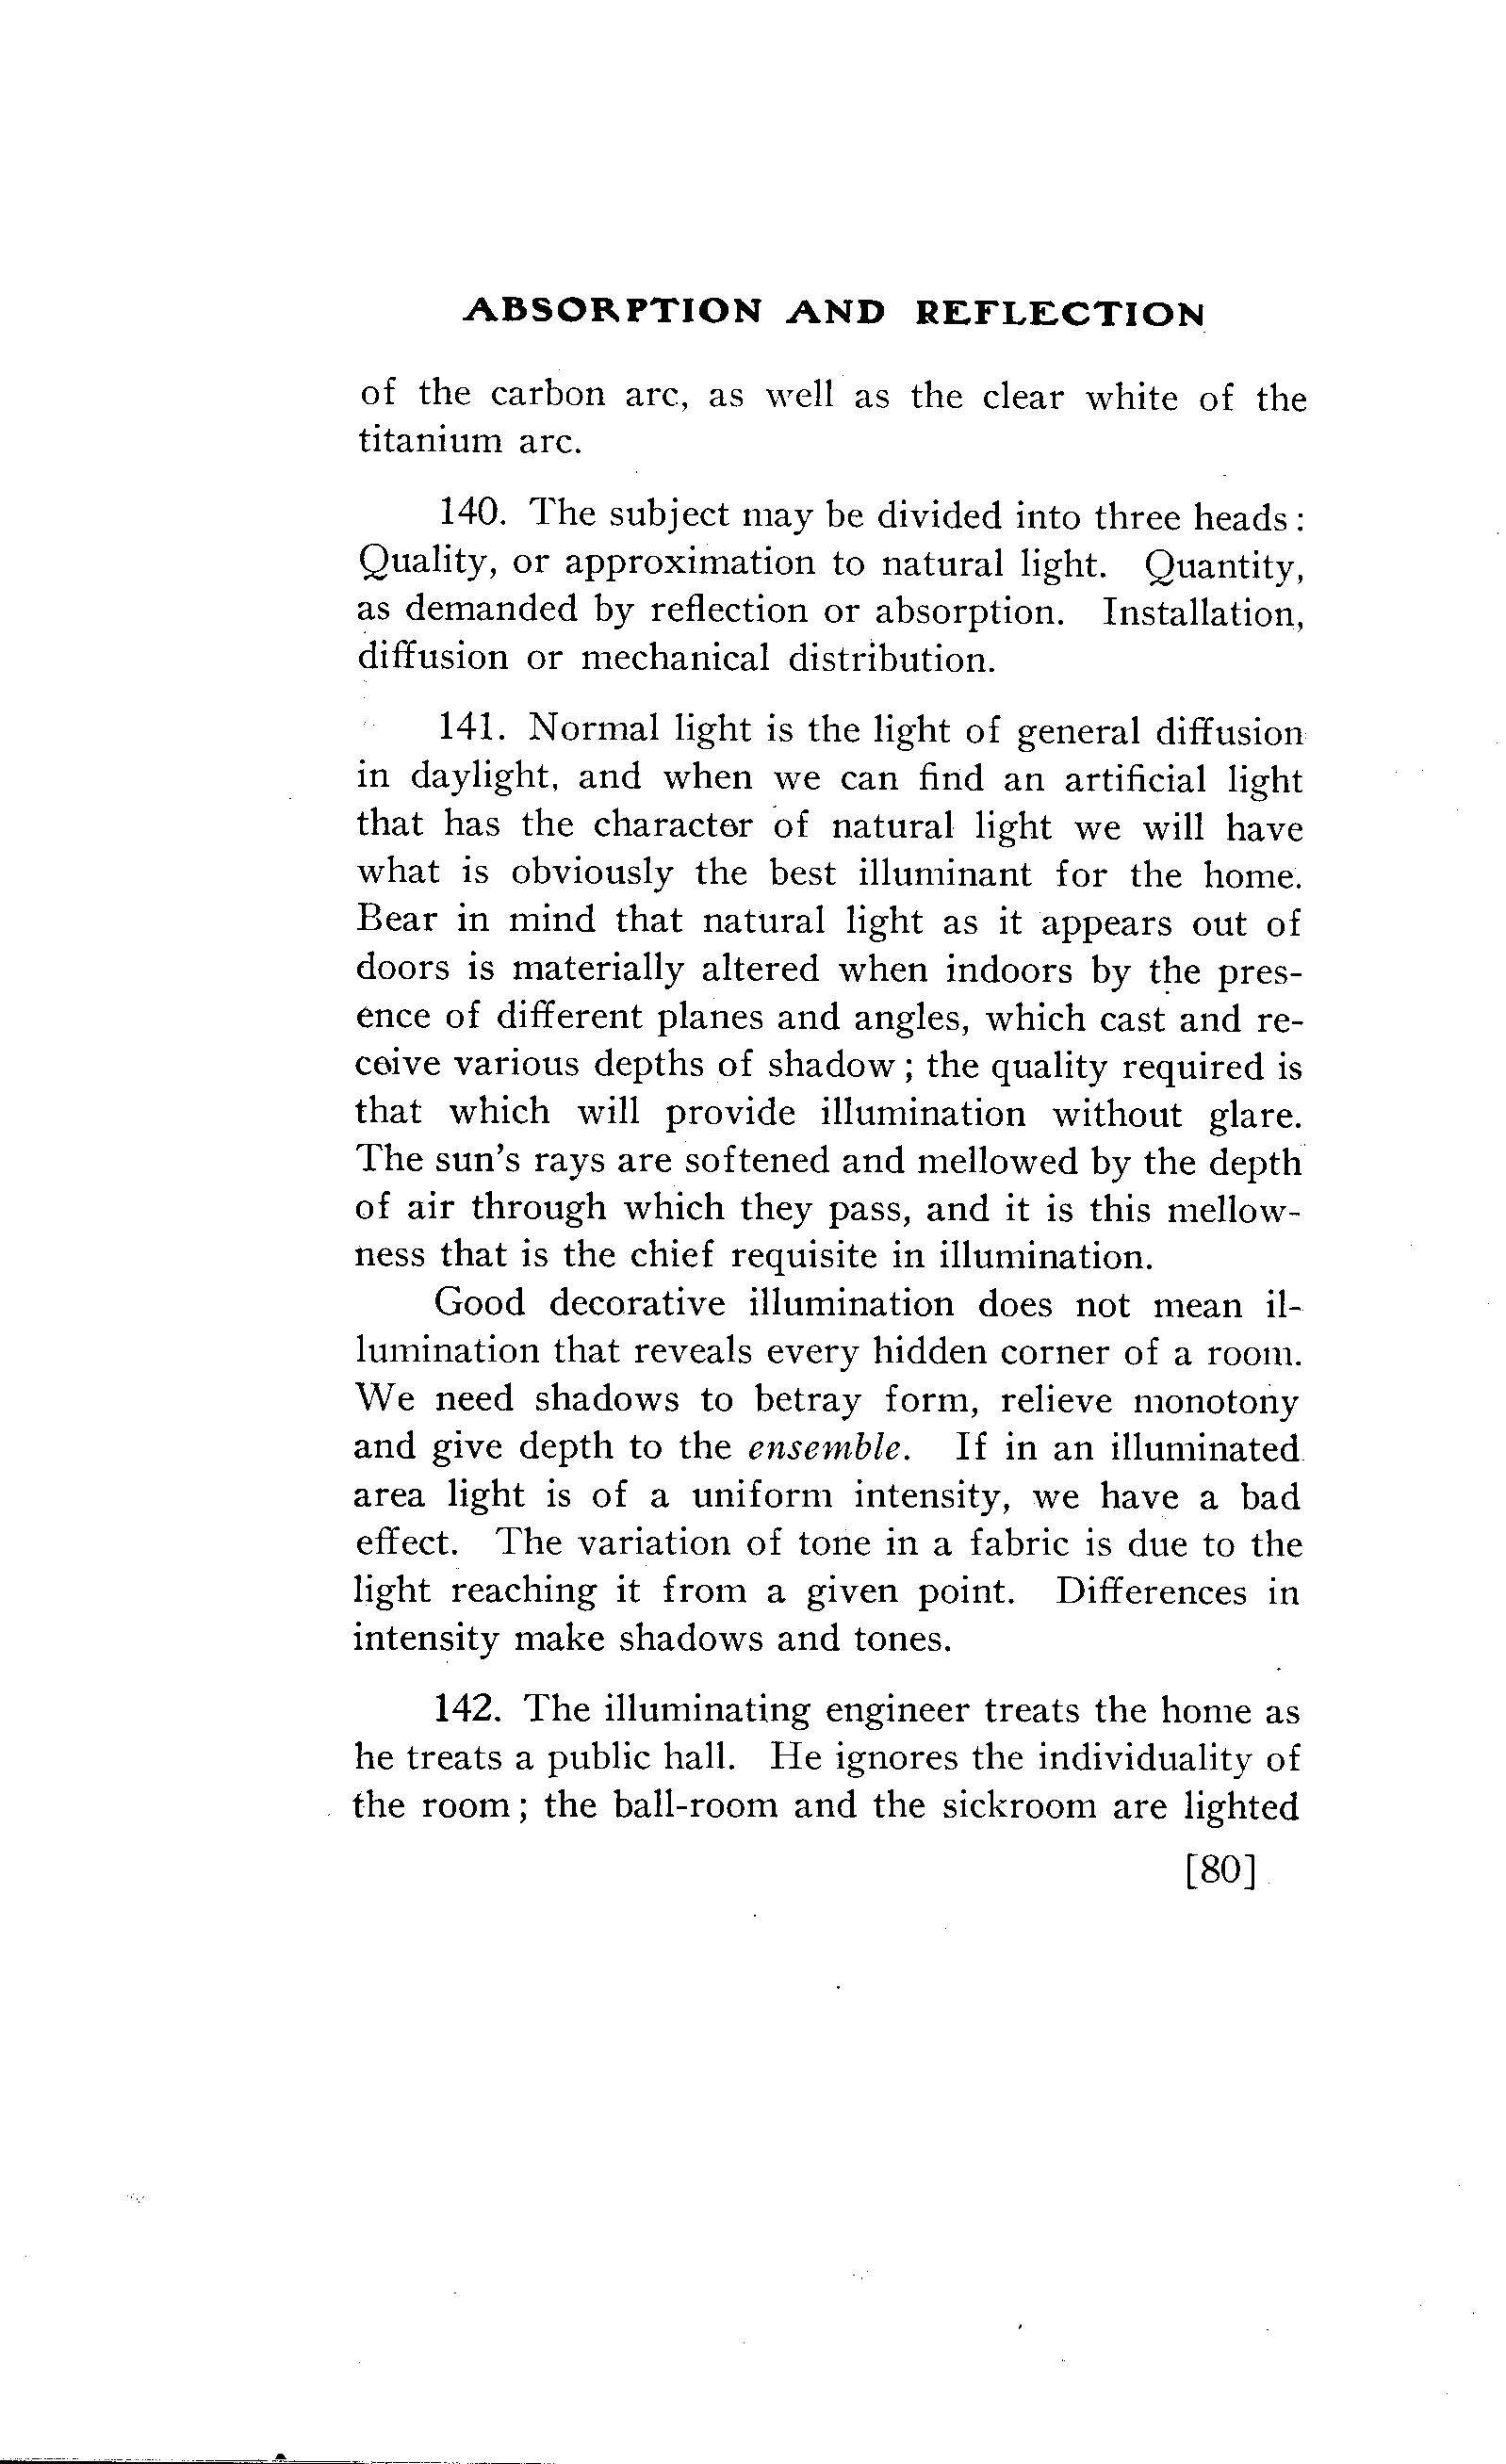 ABSORPTION AND REFLECTION
of the carbon arc, as well as the clear white of the
titanium arc.
140. The subject may be divided into three heads:
Quality, or approximation to natural light. Quantity,
as demanded by reflection or absorption. Installation,
diffusion or mechanical distribution.
141. Normal light is the light of general diffusion
in daylight, and when we can find an artificial light
that has the character of natural light we will have
what is obviously the best illuminant for the home.
Bear in mind that natural light as it appears out of
doors is materially altered when indoors by the pres-
ence of different planes and angles, which cast and re-
ceive various depths of shadow; the quality required is
that which will provide illumination without glare.
The sun's rays are softened and mellowed by the depth
of air through which they pass, and it is this mellow-
ness that is the chief requisite in illumination.
Good decorative illumination does not mean il-
lumination that reveals every hidden corner of a room.
We need shadows to betray form, relieve monotony
and give depth to the ensemble. If in an illuminated
area light is of a uniform intensity, we have a bad
effect. The variation of tone in a fabric is due to the
light reaching it from a given point. Differences in
intensity make shadows and tones.
142. The illuminating engineer treats the home as
he treats a public hall. He ignores the individuality of
the room; the ball-room and the sickroom are lighted
[80]